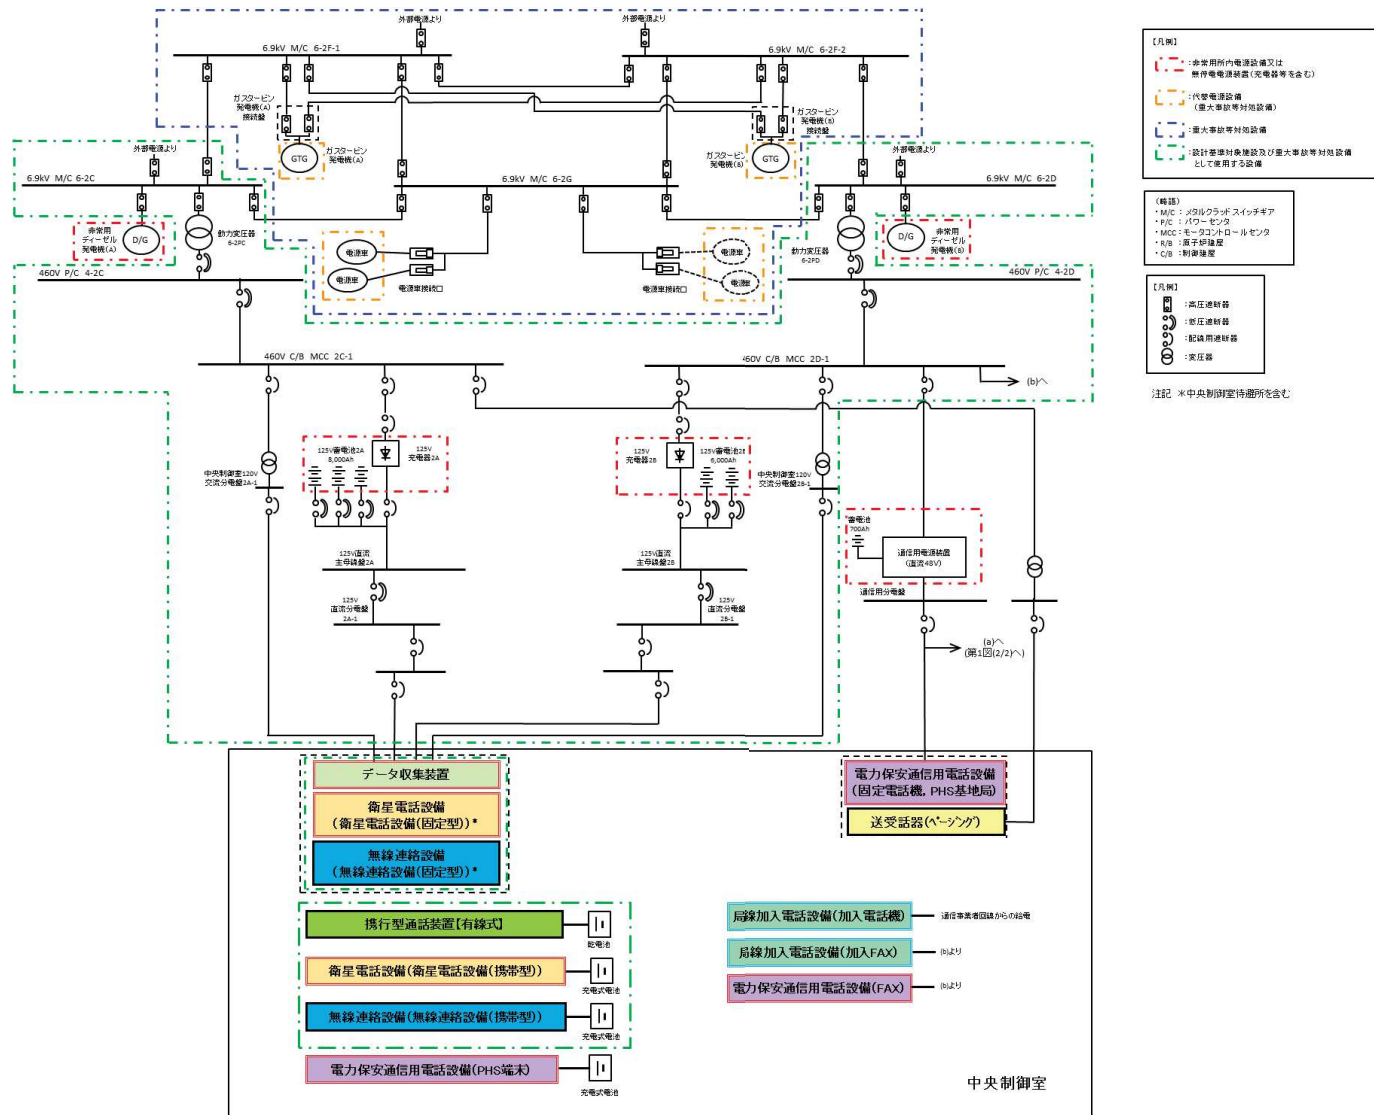 外部電源より
外部電源より
6.9kV M/C 6-2F-1
6.9kV M/C 6-2F-2
ガスタービン
発電機(A)
接続盤
ガスタービン
発電機(B)
接続盤
GTG
ガスタービン
発電機(A)
ガスタービン
発電機(B)
GTG
外部電源より
外部電源より
6.9kV M/C 6-2C
6.9kV M/C 6-2G
6.9kV M/C 6-2D
非常用
ディーゼル
発電機(A)
D/G
動力変圧器
6-2PC
電源車
電源車
電源車接続口
電源車接続口
電源車
電源車
動力変圧器
6-2PD
D/G
非常用
ディーゼル
発電機(B)
460V P/C 4-2C
460V P/C 4-2D
460V C/B MCC 2C-1
460V C/B MCC 2D-1
(b)へ
125V蓄電池2A
8,000Ah
125V
充電器2A
125V
充電器2B
125V蓄電池2B
6,000Ah
中央制御室120V
交流分電盤2A-1
中央制御室120V
交流分電盤2B-1
蓄電池
700Ah
通信用電源装置
(直流48V)
通信用分電盤
125V直流
主母線盤2A
125V直流
主母線盤2B
125V
直流分電盤
2A-1
125V
直流分電盤
2B-1
(a)へ
(第1図(2/2)へ)
データ収集装置
衛星電話設備
(衛星電話設備(固定型))*
無線連絡設備
(無線連絡設備(固定型))*
電力保安通信用電話設備
(固定電話機, PHS基地局)
送受話器(ページング)
携行型通話装置【有線式】
乾電池
衛星電話設備(衛星電話設備(携帯型))
充電式電池
無線連絡設備(無線連絡設備(携帯型))
充電式電池
電力保安通信用電話設備(PHS端末)
充電式電池
局線加入電話設備(加入電話機)
通信事業者回線からの給電
局線加入電話設備(加入FAX)
(b)より
電力保安通信用電話設備(FAX)
(b)より
中央制御室
【凡例】
:非常用所内電源設備又は
無停電電源装置(充電器等を含む)
:代替電源設備
(重大事故等対処設備)
:重大事故等対処設備
:設計基準対象施設及び重大事故等対処設備
として使用する設備
(略語)
・M/C :メタルクラッド スイッチギア
・P/C :パワーセンタ
・MCC:モータコントロールセンタ
・R/B :原子炉建屋
・C/B :制御建屋
【凡例】
:高圧遮断器
:低圧遮断器
:配線用遮断器
:変圧器
注記 *中央制御室待避所を含む